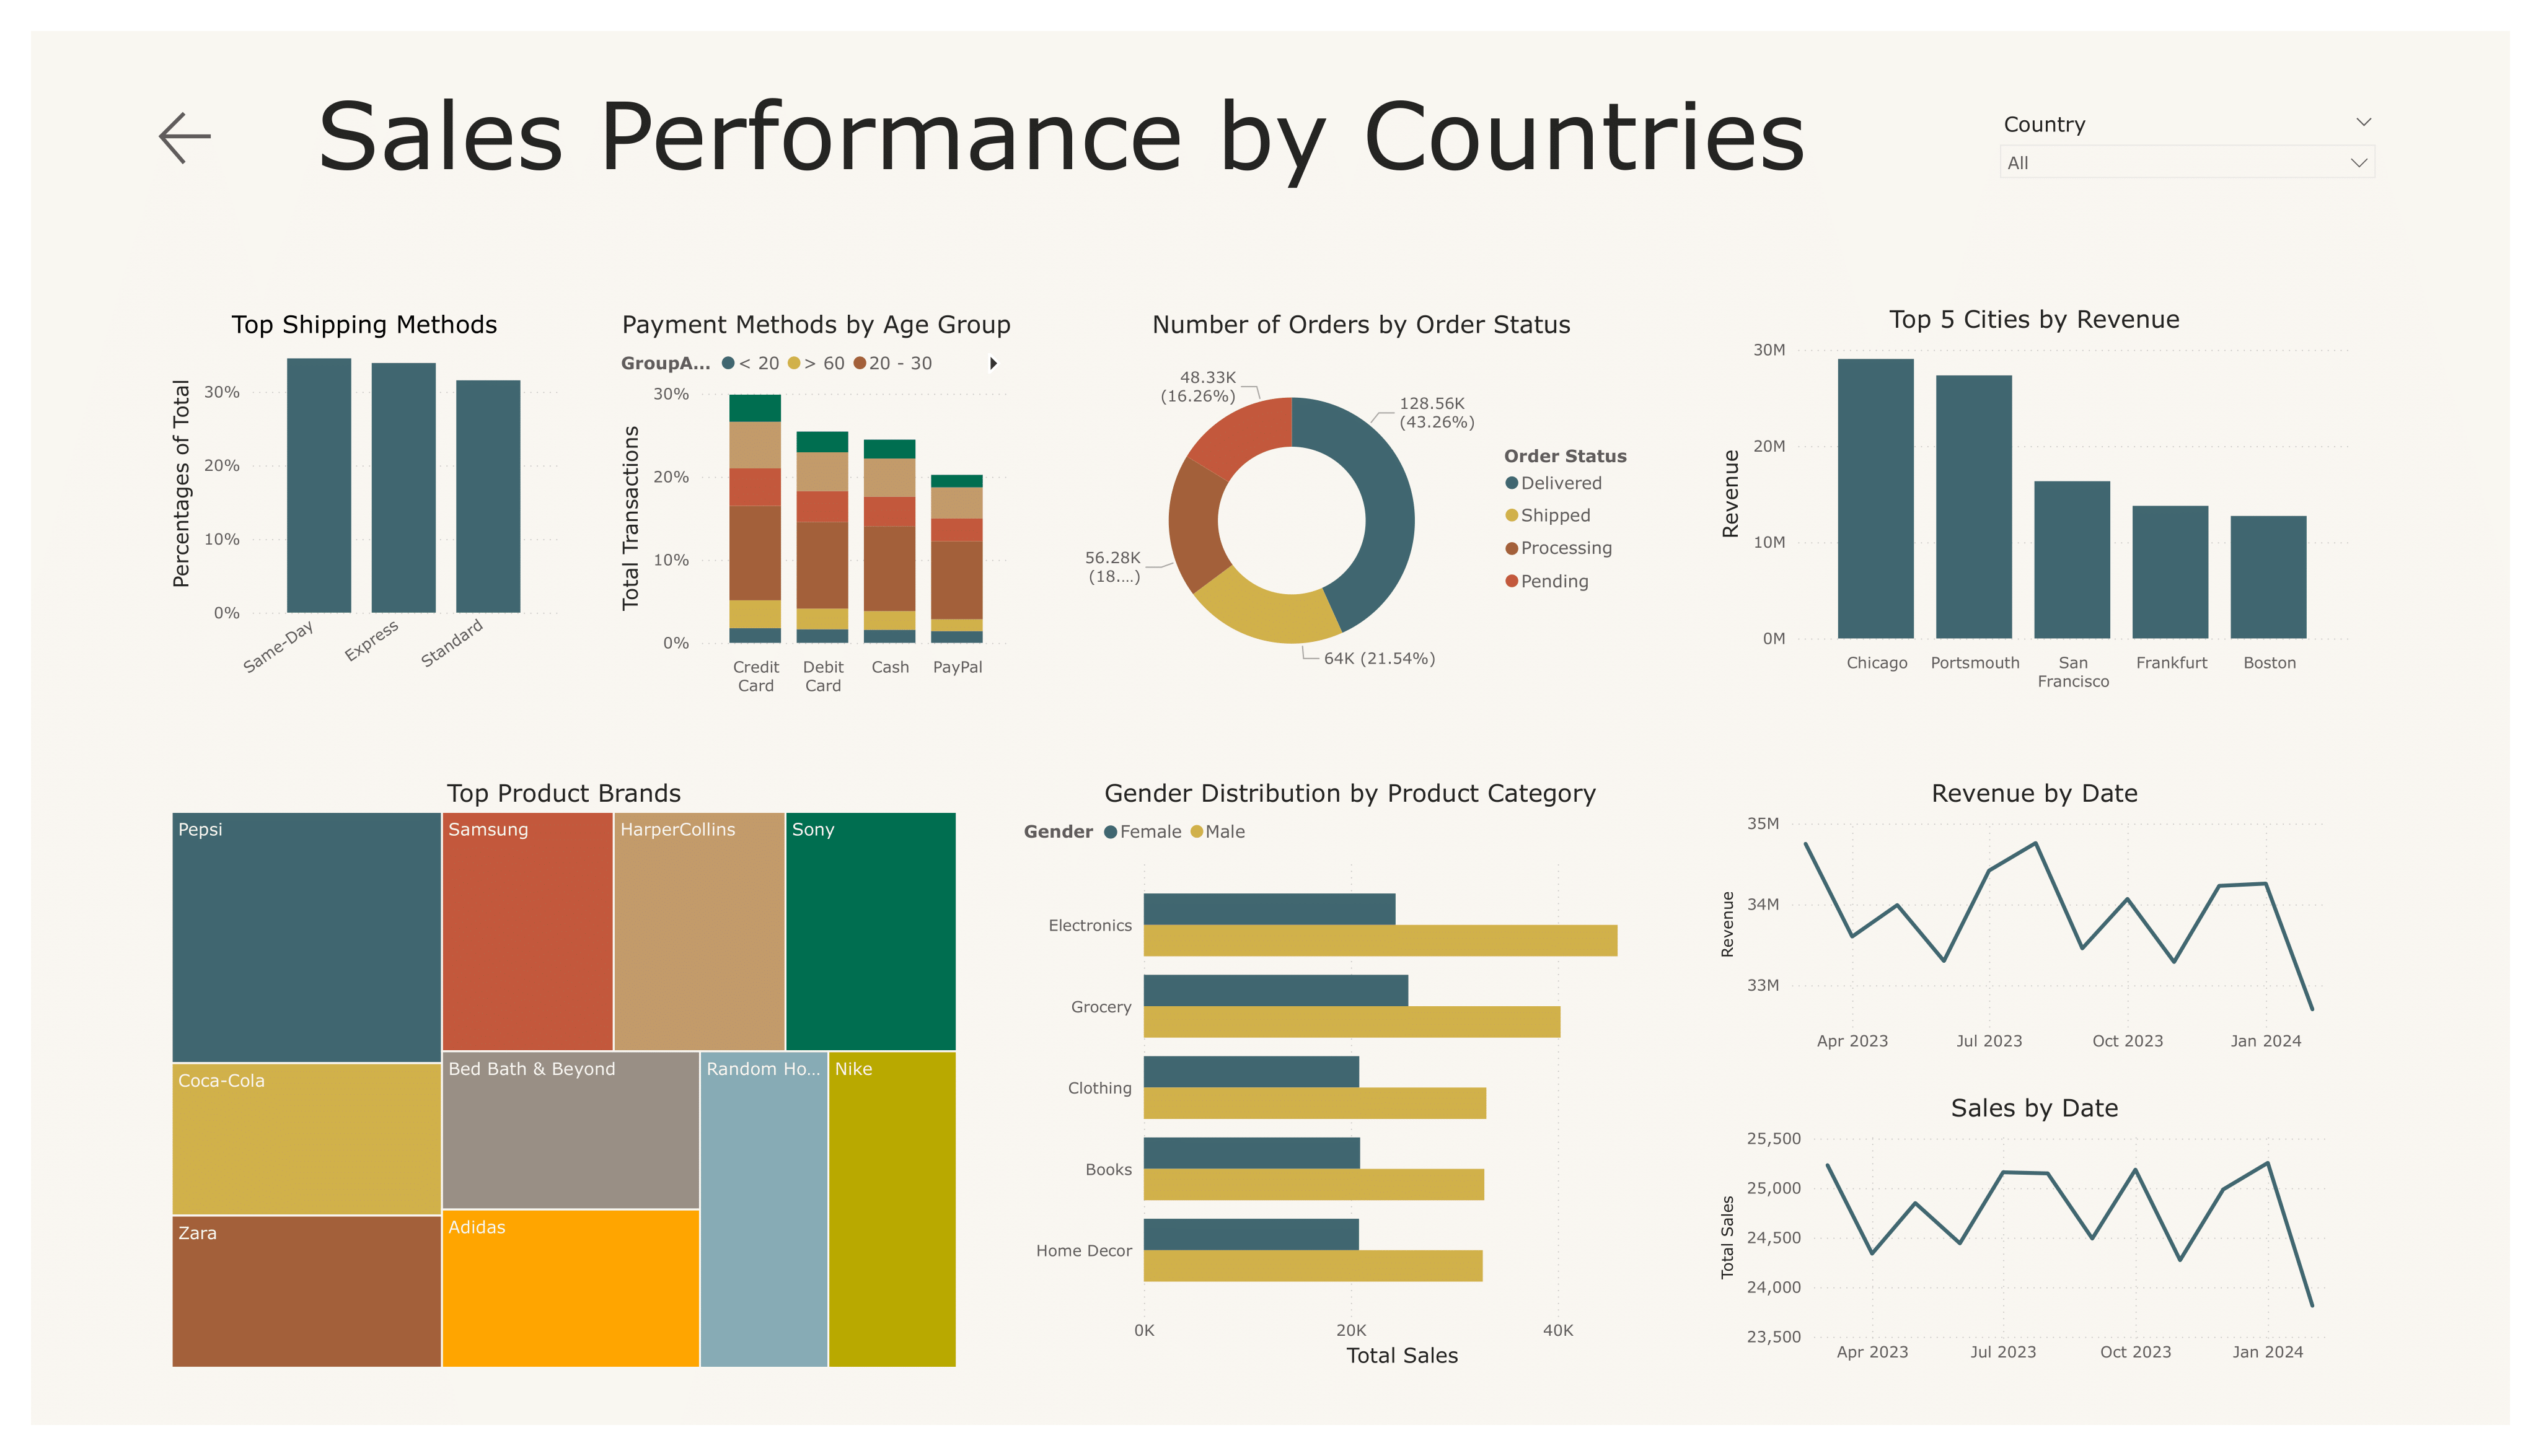 Sales Performance by Countries
Country
All
Top Shipping Methods
Percentages of Total
30%
20%
10%
0%
Same-Day
Express
Standard
Payment Methods by Age Group
GroupA... < 20 > 60 20 - 30
Total Transactions
30%
20%
10%
0%
Credit
Card
Debit
Card
Cash
PayPal
Number of Orders by Order Status
48.33K
(16.26%)
128.56K
(43.26%)
56.28K
(18....)
64K (21.54%)
Order Status
Delivered
Shipped
Processing
Pending
Top 5 Cities by Revenue
Revenue
30M
20M
10M
0M
Chicago
Portsmouth
San
Francisco
Frankfurt
Boston
Top Product Brands
Pepsi
Samsung
HarperCollins
Sony
Coca-Cola
Bed Bath & Beyond
Random Ho...
Nike
Zara
Adidas
Gender Distribution by Product Category
Gender Female Male
Electronics
Grocery
Clothing
Books
Home Decor
0K
20K
40K
Total Sales
Revenue by Date
Revenue
35M
34M
33M
Apr 2023
Jul 2023
Oct 2023
Jan 2024
Sales by Date
Total Sales
25,500
25,000
24,500
24,000
23,500
Apr 2023
Jul 2023
Oct 2023
Jan 2024